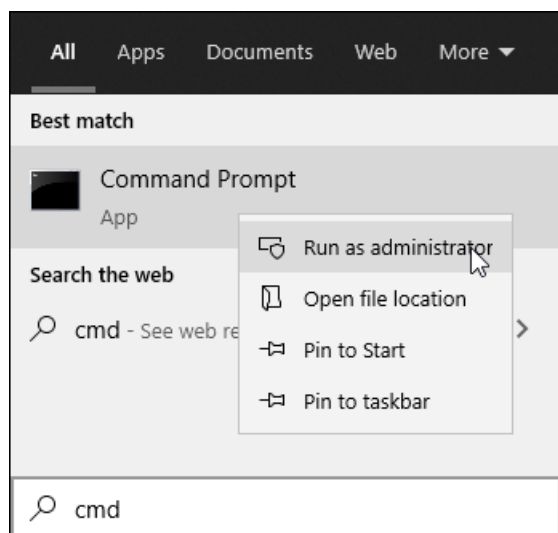 All Apps Documents Web More
Best match
Command Prompt
App
Run as administrator
Search the web
Open file location
cmd - See web re
Pin to Start
Pin to taskbar
cmd